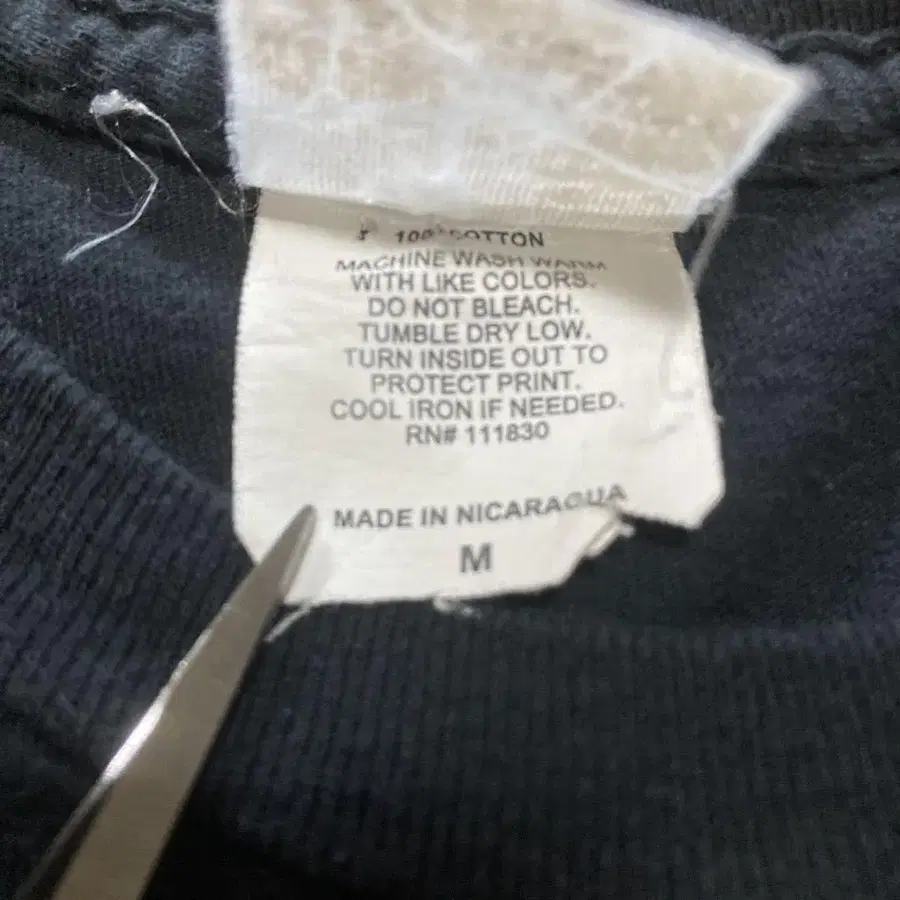 100% COTTON
MACHINE WASH WARM
WITH LIKE COLORS.
DO NOT BLEACH.
TUMBLE DRY LOW.
TURN INSIDE OUT TO
PROTECT PRINT.
COOL IRON IF NEEDED.
RN# 111830
MADE IN NICARAGUA
M